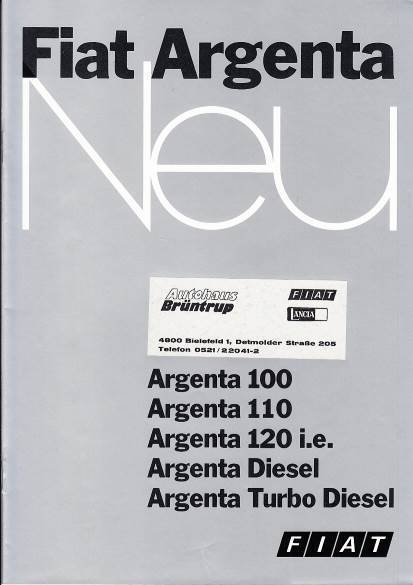 Fiat Argenta
Neu
Autohaus
Brüntrup
FIAT
LANCIA
4800 Bielefeld 1, Detmolder Straße 205
Telefon 0521/22041-2
Argenta 100
Argenta 110
Argenta 120 i.e.
Argenta Diesel
Argenta Turbo Diesel
FIAT